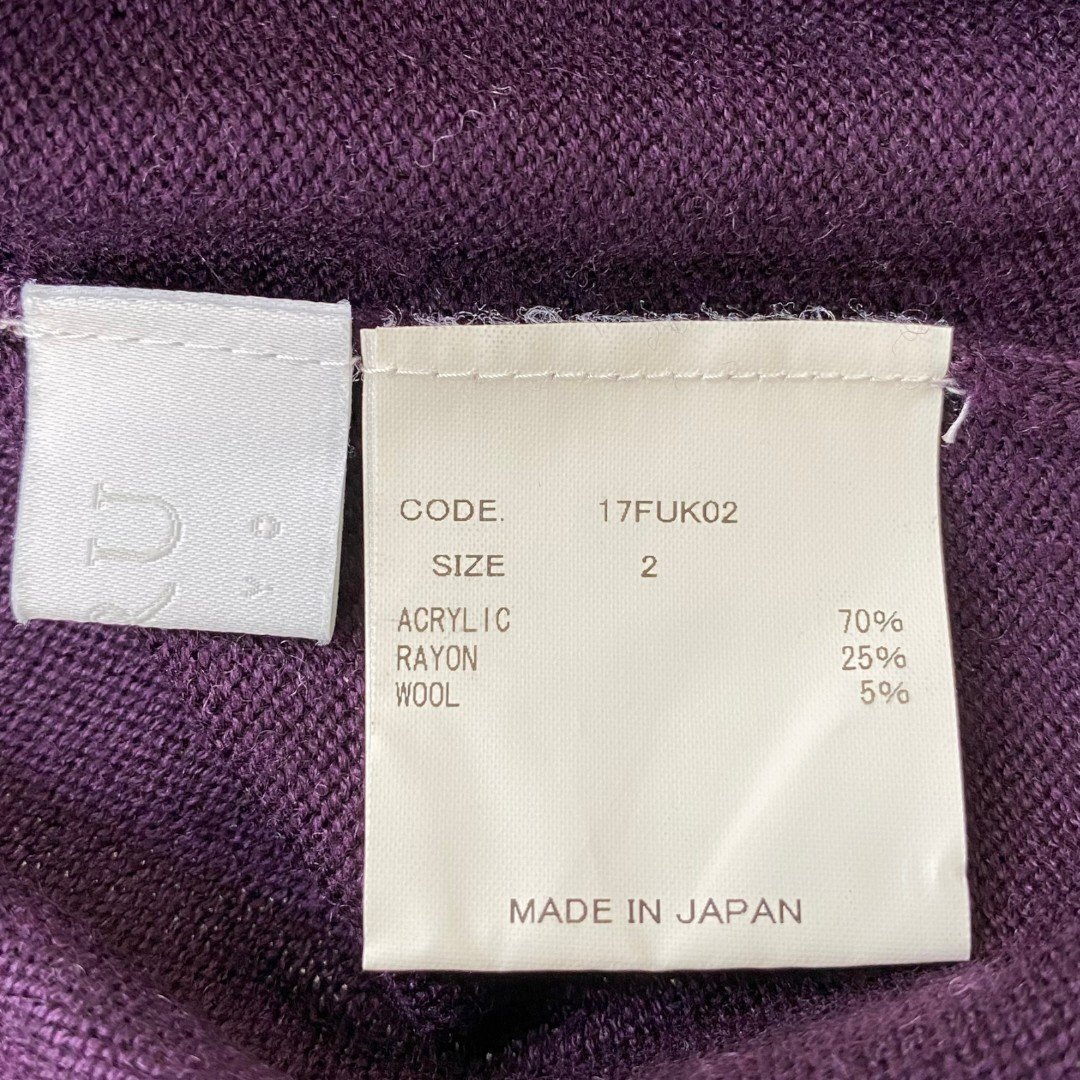 CODE. 17FUK02
SIZE 2
ACRYLIC 70%
RAYON 25%
WOOL 5%
MADE IN JAPAN